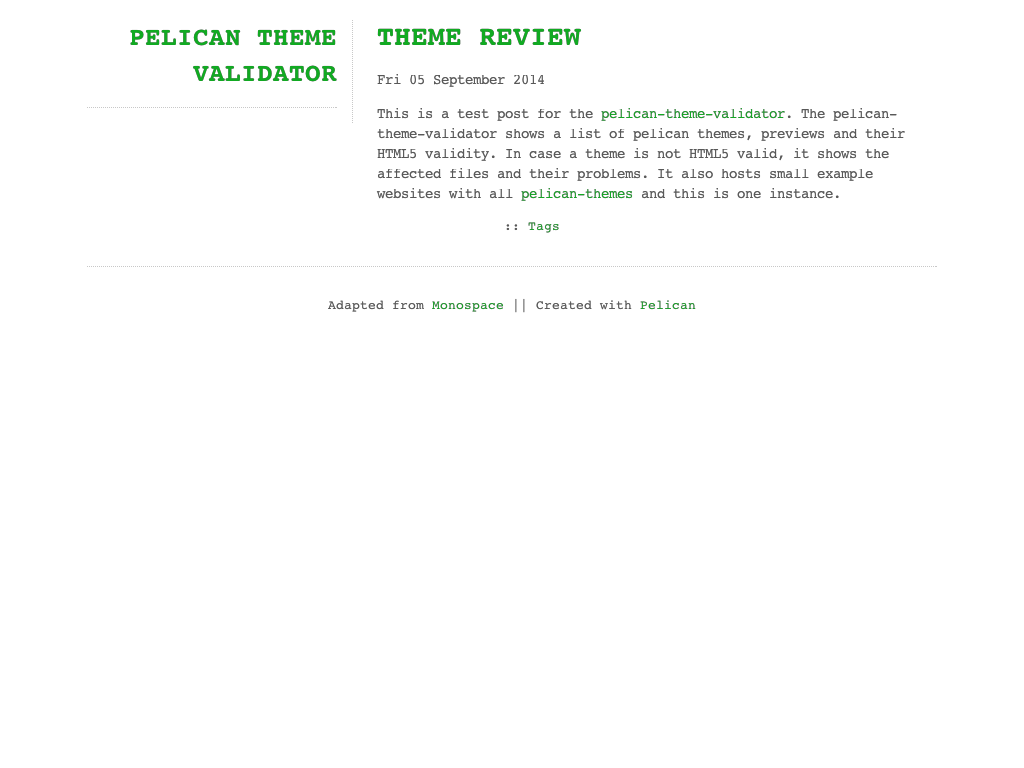 PELICAN THEME
VALIDATOR
THEME REVIEW
Fri 05 September 2014
This is a test post for the pelican-theme-validator. The pelican-
theme-validator shows a list of pelican themes, previews and their
HTML5 validity. In case a theme is not HTML5 valid, it shows the
affected files and their problems. It also hosts small example
websites with all pelican-themes and this is one instance.
:: Tags
Adapted from Monospace || Created with Pelican